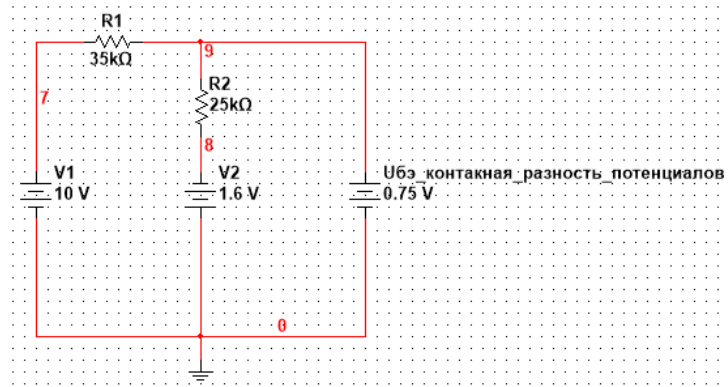 R1
35kΩ
9
R2
25kΩ
7
8
V1
10 V
V2
1.6 V
Uбэ_контакная_разность_потенциалов
0.75 V
0